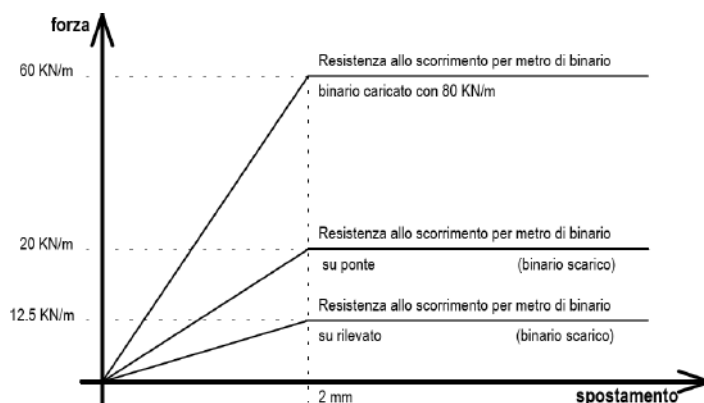 forza
60 KN/m
Resistenza allo scorrimento per metro di binario
binario caricato con 80 KN/m
20 KN/m
Resistenza allo scorrimento per metro di binario
su ponte (binario scarico)
12.5 KN/m
Resistenza allo scorrimento per metro di binario
su rilevato (binario scarico)
2 mm
spostamento